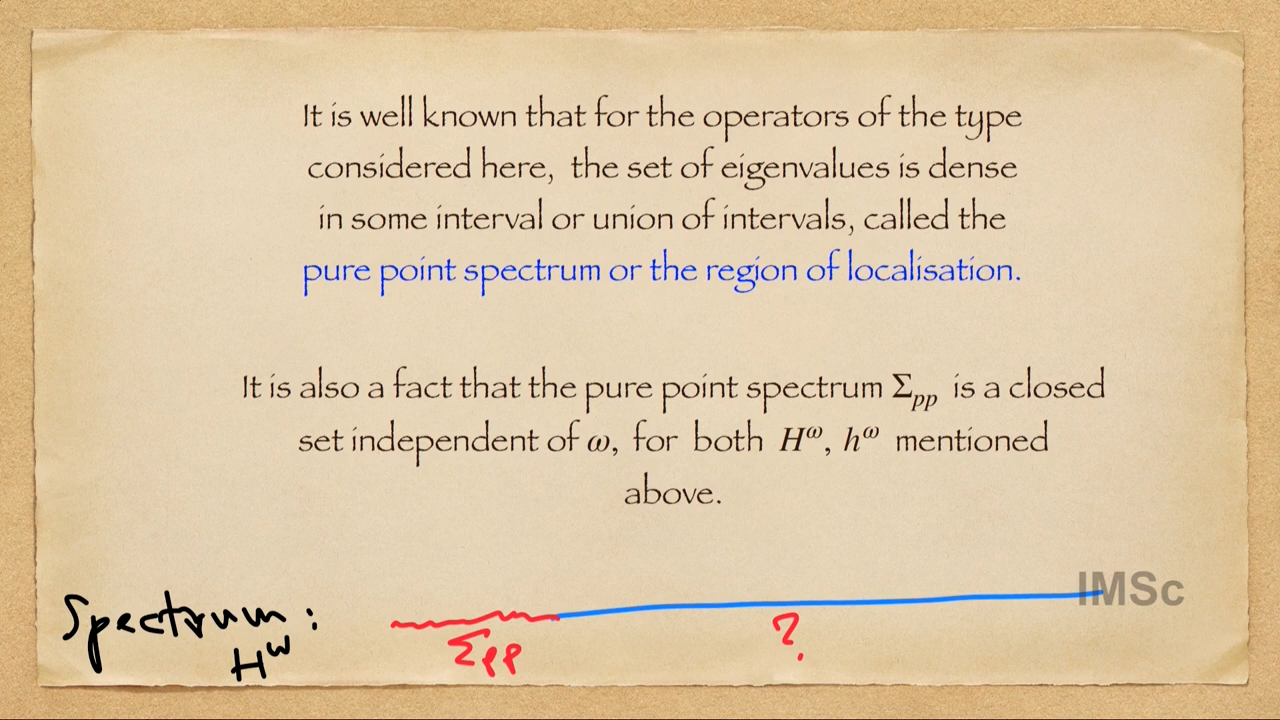 It is well known that for the operators of the type
considered here, the set of eigenvalues is dense
in some interval or union of intervals, called the
pure point spectrum or the region of localisation.
It is also a fact that the pure point spectrum Σ_pp is a closed
set independent of ω, for both H^ω, h^ω mentioned
above.
IMSc
Spectrum :
H^ω
Σ_pp
?